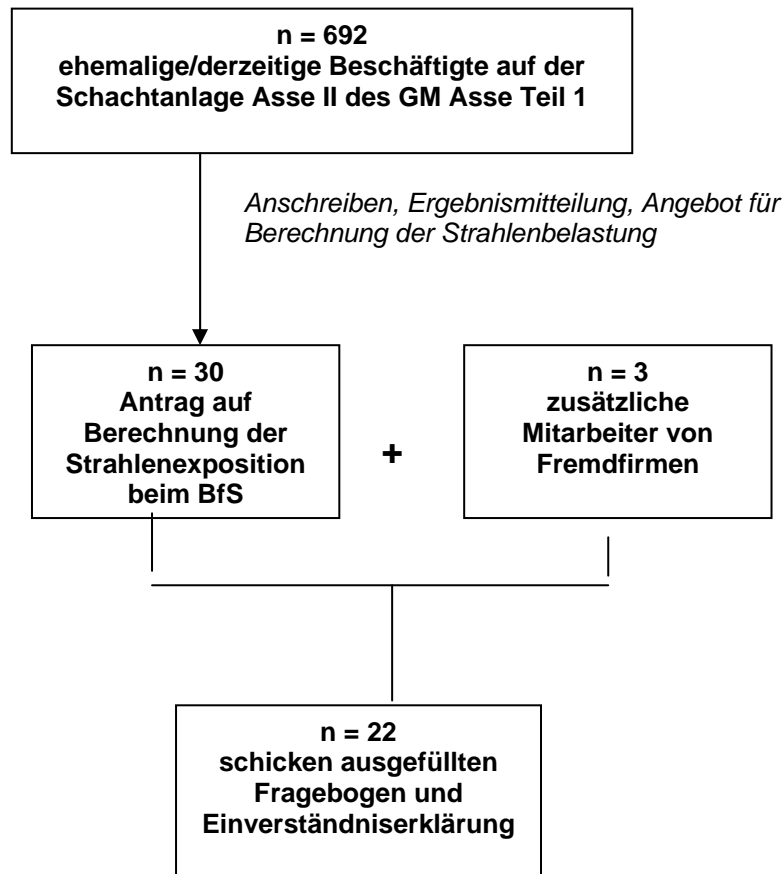 n = 692
ehemalige/derzeitige Beschäftigte auf der
Schachtanlage Asse II des GM Asse Teil 1
Anschreiben, Ergebnismitteilung, Angebot für
Berechnung der Strahlenbelastung
n = 30
Antrag auf
Berechnung der
Strahlenexposition
beim BfS
+
n = 3
zusätzliche
Mitarbeiter von
Fremdfirmen
n = 22
schicken ausgefüllten
Fragebogen und
Einverständniserklärung